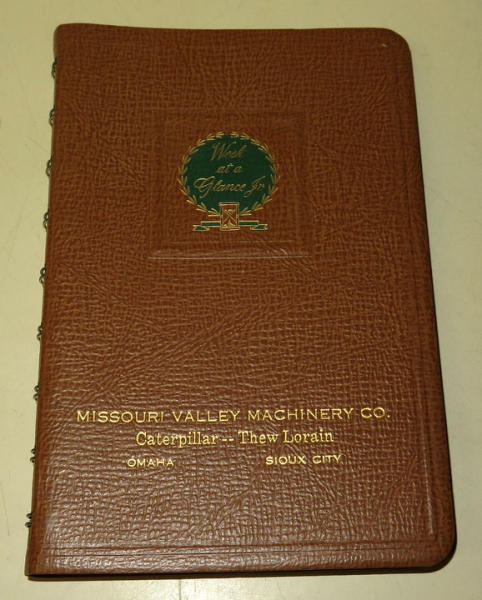 Week
at a
Glance Jr.
MISSOURI VALLEY MACHINERY CO.
Caterpillar -- Thew Lorain
OMAHA SIOUX CITY